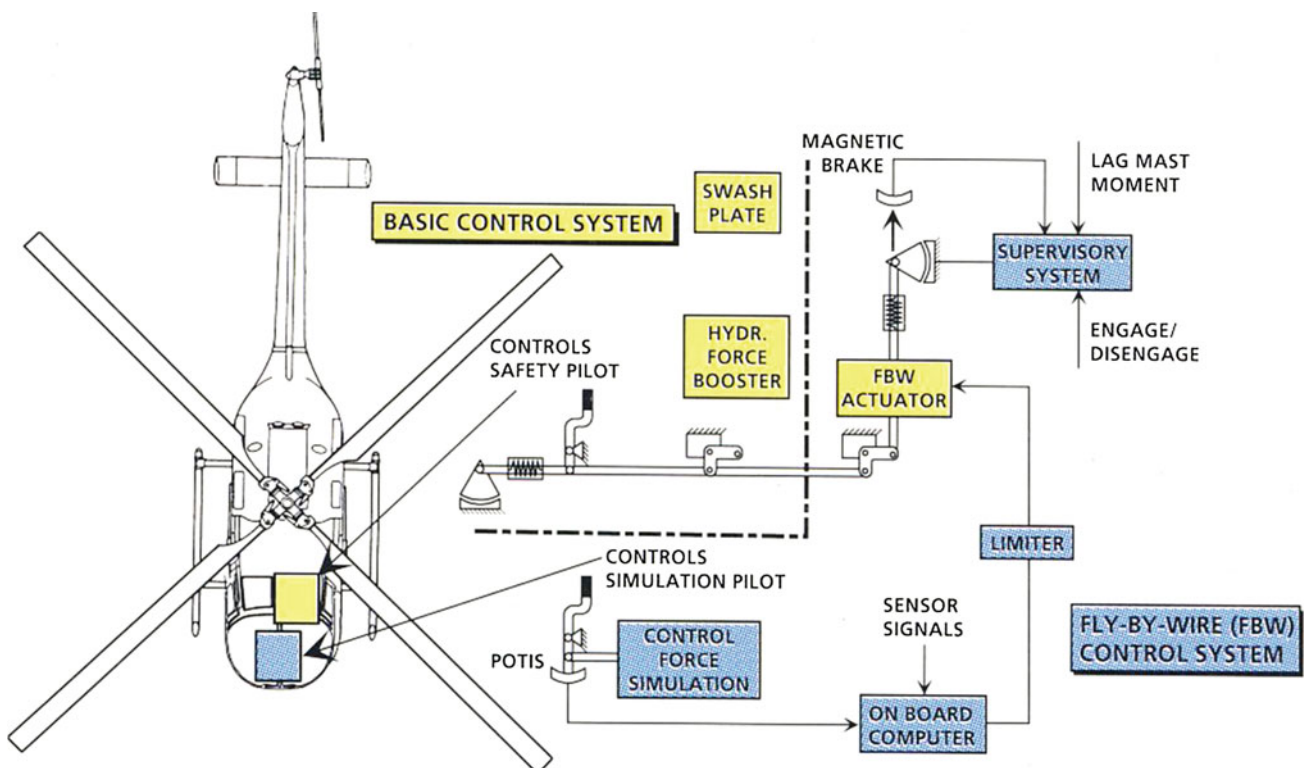 MAGNETIC
BRAKE
LAG MAST
MOMENT
SWASH
PLATE
BASIC CONTROL SYSTEM
SUPERVISORY
SYSTEM
HYDR.
FORCE
BOOSTER
ENGAGE/
DISENGAGE
CONTROLS
SAFETY PILOT
FBW
ACTUATOR
LIMITER
CONTROLS
SIMULATION PILOT
SENSOR
SIGNALS
FLY-BY-WIRE (FBW)
CONTROL SYSTEM
CONTROL
FORCE
SIMULATION
POTIS
ON BOARD
COMPUTER